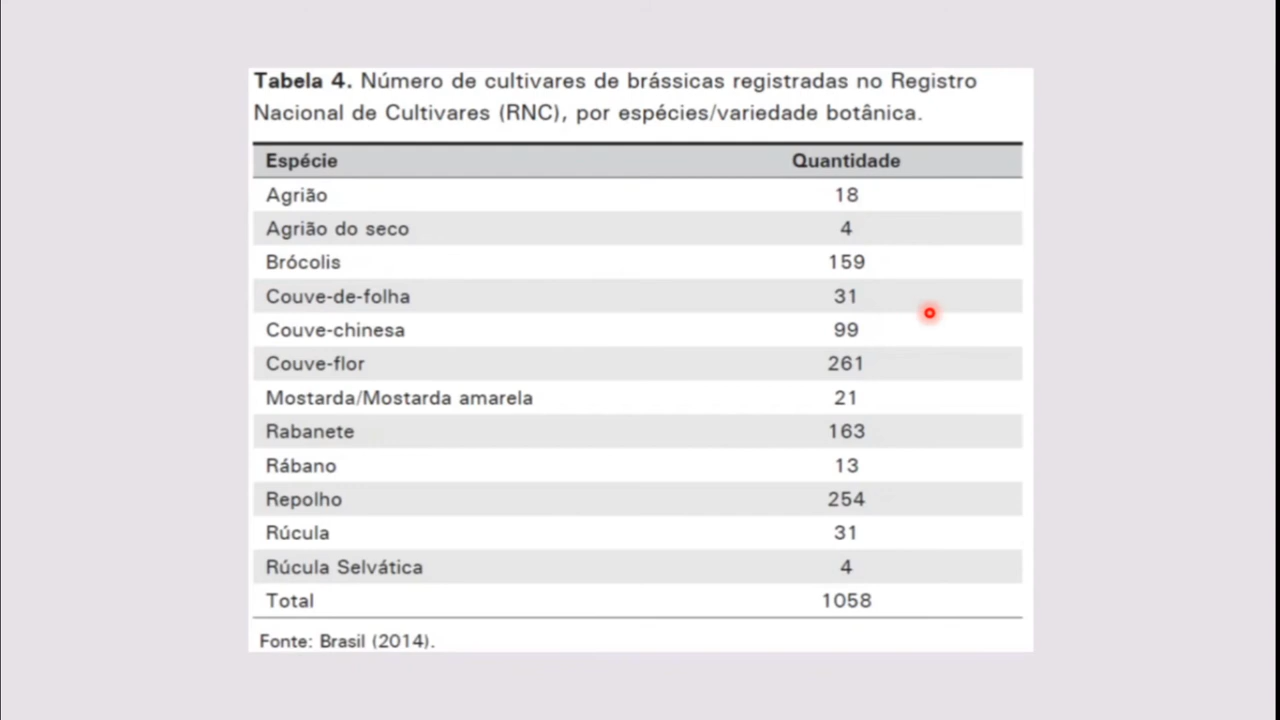 Tabela 4. Número de cultivares de brássicas registradas no Registro
Nacional de Cultivares (RNC), por espécies/variedade botânica.
Espécie Quantidade
Agrião 18
Agrião do seco 4
Brócolis 159
Couve-de-folha 31
Couve-chinesa 99
Couve-flor 261
Mostarda/Mostarda amarela 21
Rabanete 163
Rábano 13
Repolho 254
Rúcula 31
Rúcula Selvática 4
Total 1058
Fonte: Brasil (2014).